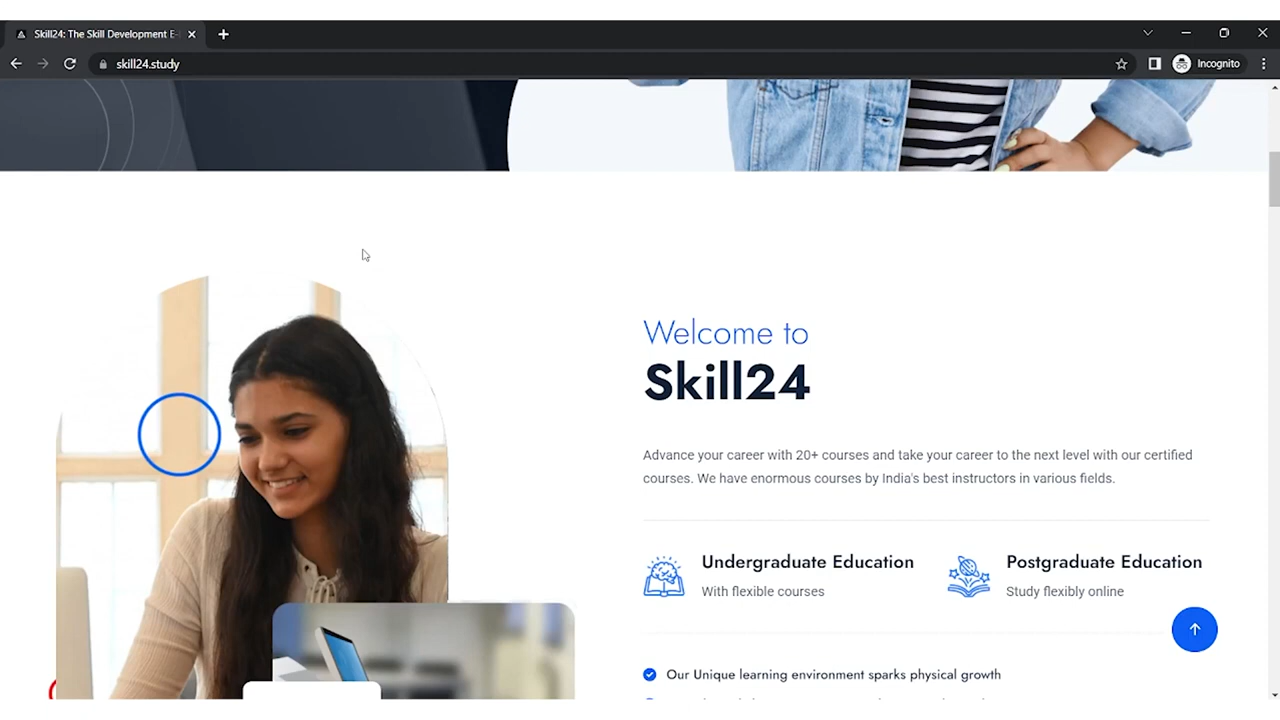 Skill24: The Skill Development E-
skill24.study
Incognito
Welcome to
Skill24
Advance your career with 20+ courses and take your career to the next level with our certified
courses. We have enormous courses by India's best instructors in various fields.
Undergraduate Education
With flexible courses
Postgraduate Education
Study flexibly online
Our Unique learning environment sparks physical growth